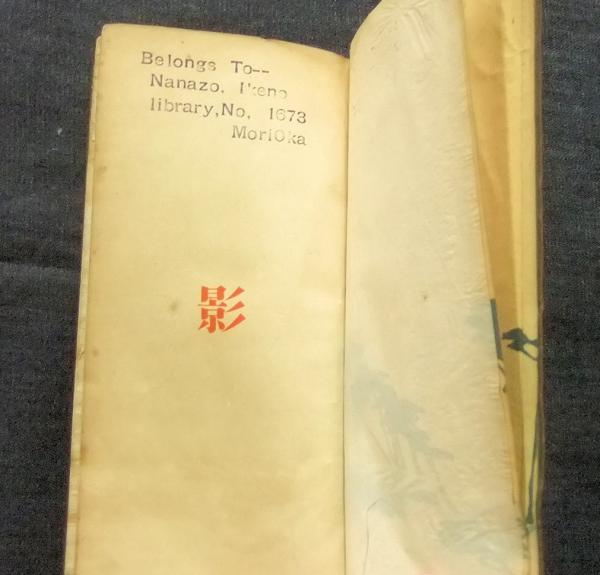 Belongs To--
Nanazo. Ikeno
library,No. 1673
MoriOka
影